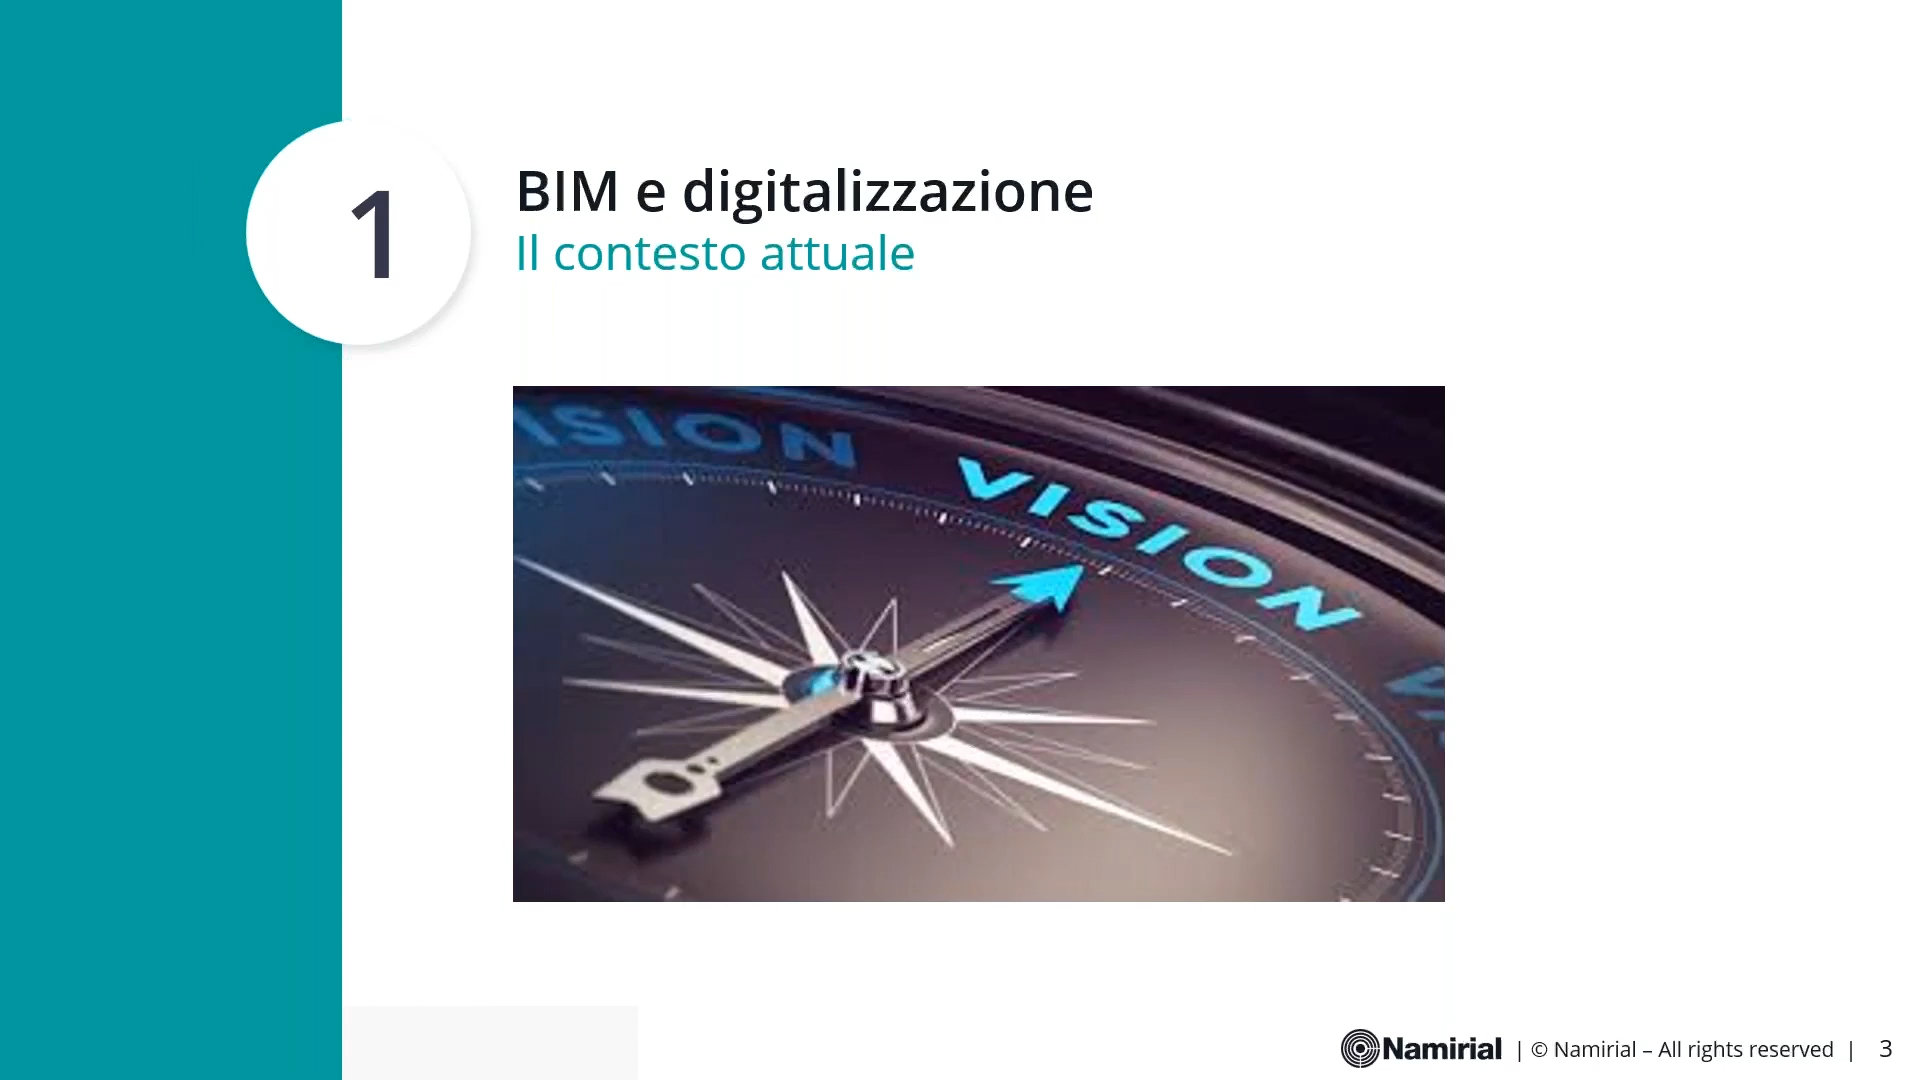 1
BIM e digitalizzazione
Il contesto attuale
ISION
VISION
Namirial | © Namirial – All rights reserved | 3